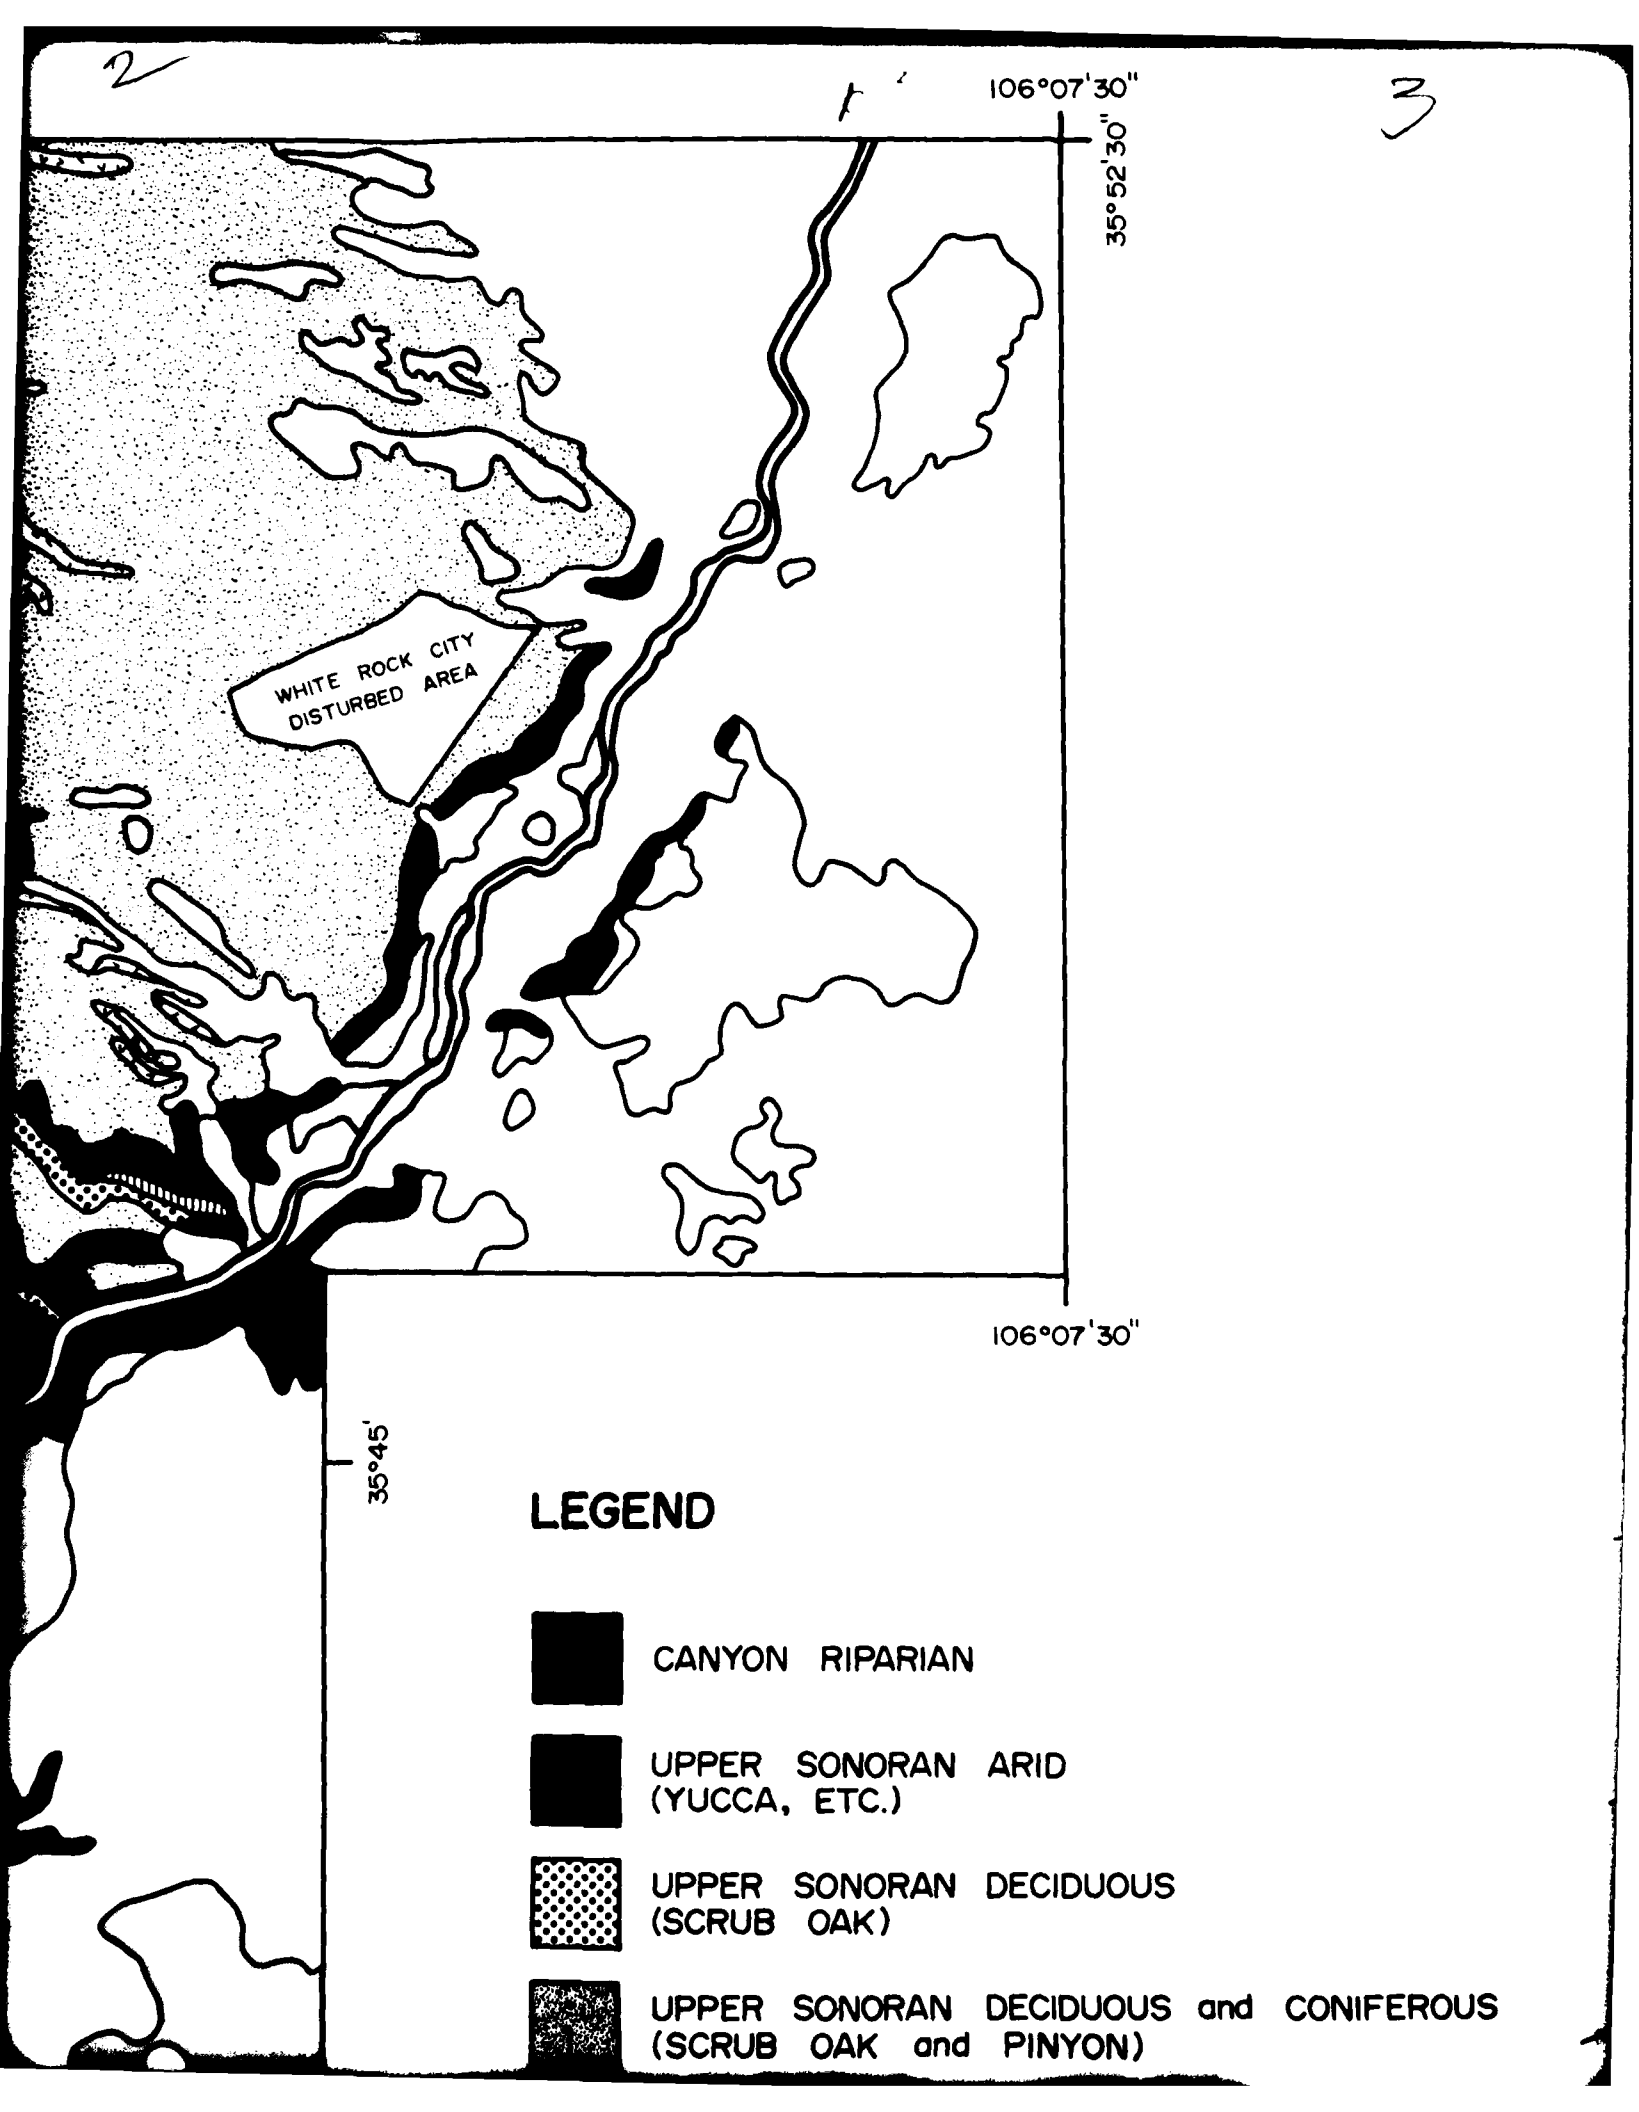 2
106°07'30"
3
35°52'30"
WHITE ROCK CITY
DISTURBED AREA
106°07'30"
35°45'
LEGEND
CANYON RIPARIAN
UPPER SONORAN ARID
(YUCCA, ETC.)
UPPER SONORAN DECIDUOUS
(SCRUB OAK)
UPPER SONORAN DECIDUOUS and CONIFEROUS
(SCRUB OAK and PINYON)